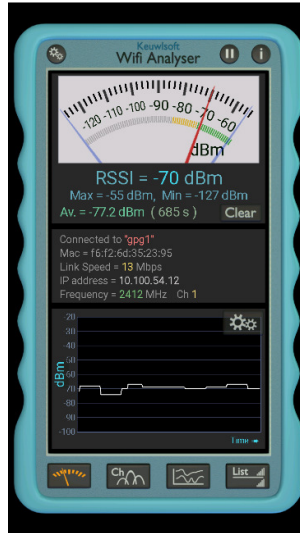 Keuwlsoft
Wifi Analyser
-120 -110 -100 -90 -80 -70 -60
dBm
RSSI = -70 dBm
Max = -55 dBm, Min = -127 dBm
Av. = -77.2 dBm ( 685 s )
Clear
Connected to "gpg1"
Mac = f6:f2:6d:35:23:95
Link Speed = 13 Mbps
IP address = 10.100.54.12
Frequency = 2412 MHz Ch 1
-20
-30
-40
-50
-60
-70
-80
-90
-100
dBm
Time
Ch
List